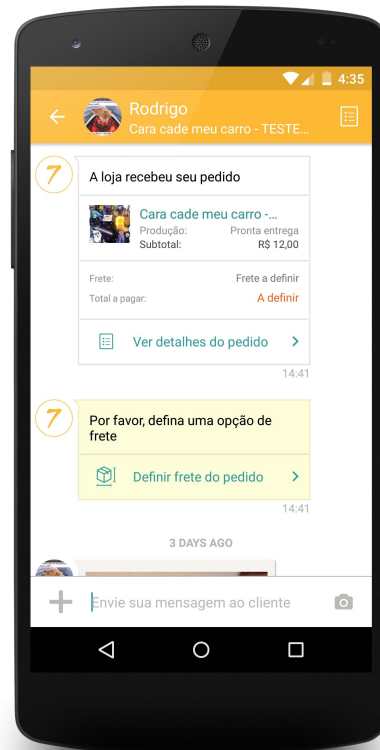 4:35
Rodrigo
Cara cade meu carro - TESTE...
7
A loja recebeu seu pedido
Cara cade meu carro -...
Produção: Pronta entrega
Subtotal: R$ 12,00
Frete: Frete a definir
Total a pagar: A definir
Ver detalhes do pedido
14:41
7
Por favor, defina uma opção de
frete
Definir frete do pedido
14:41
3 DAYS AGO
Envie sua mensagem ao cliente